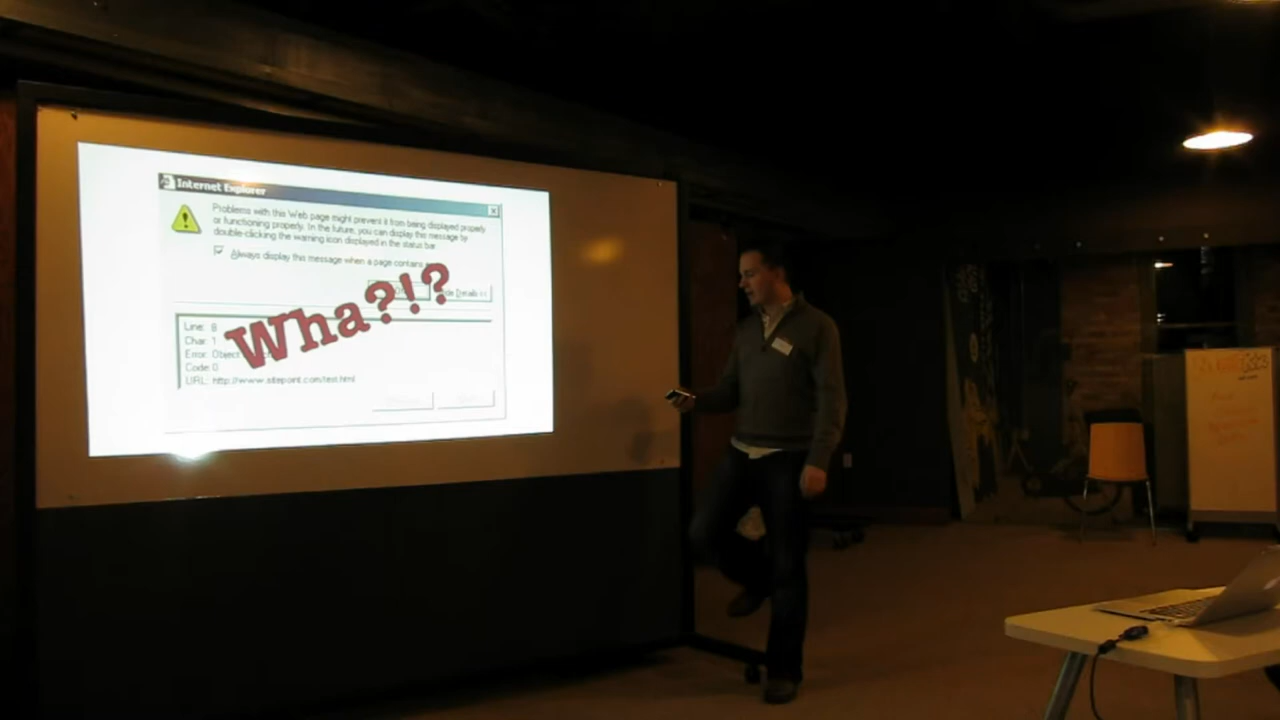 Internet Explorer
Problems with this Web page might prevent it from being displayed properly
or functioning properly. In the future, you can display this message by
double-clicking the warning icon displayed in the status bar
Always display this message when a page contains
Details <<
Wha?!?
Line: 8
Char: 1
Error: Object
Code: 0
URL: http://www.sitepoint.com/test.html